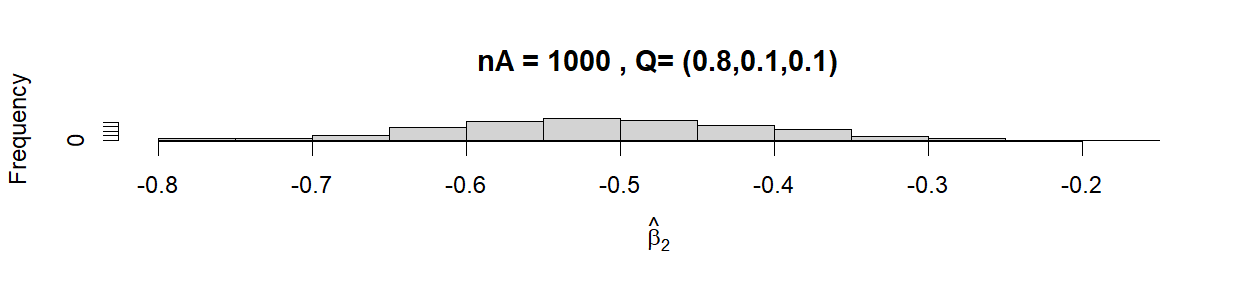 nA = 1000 , Q= (0.8,0.1,0.1)
Frequency
0
-0.8 -0.7 -0.6 -0.5 -0.4 -0.3 -0.2
β̂₂